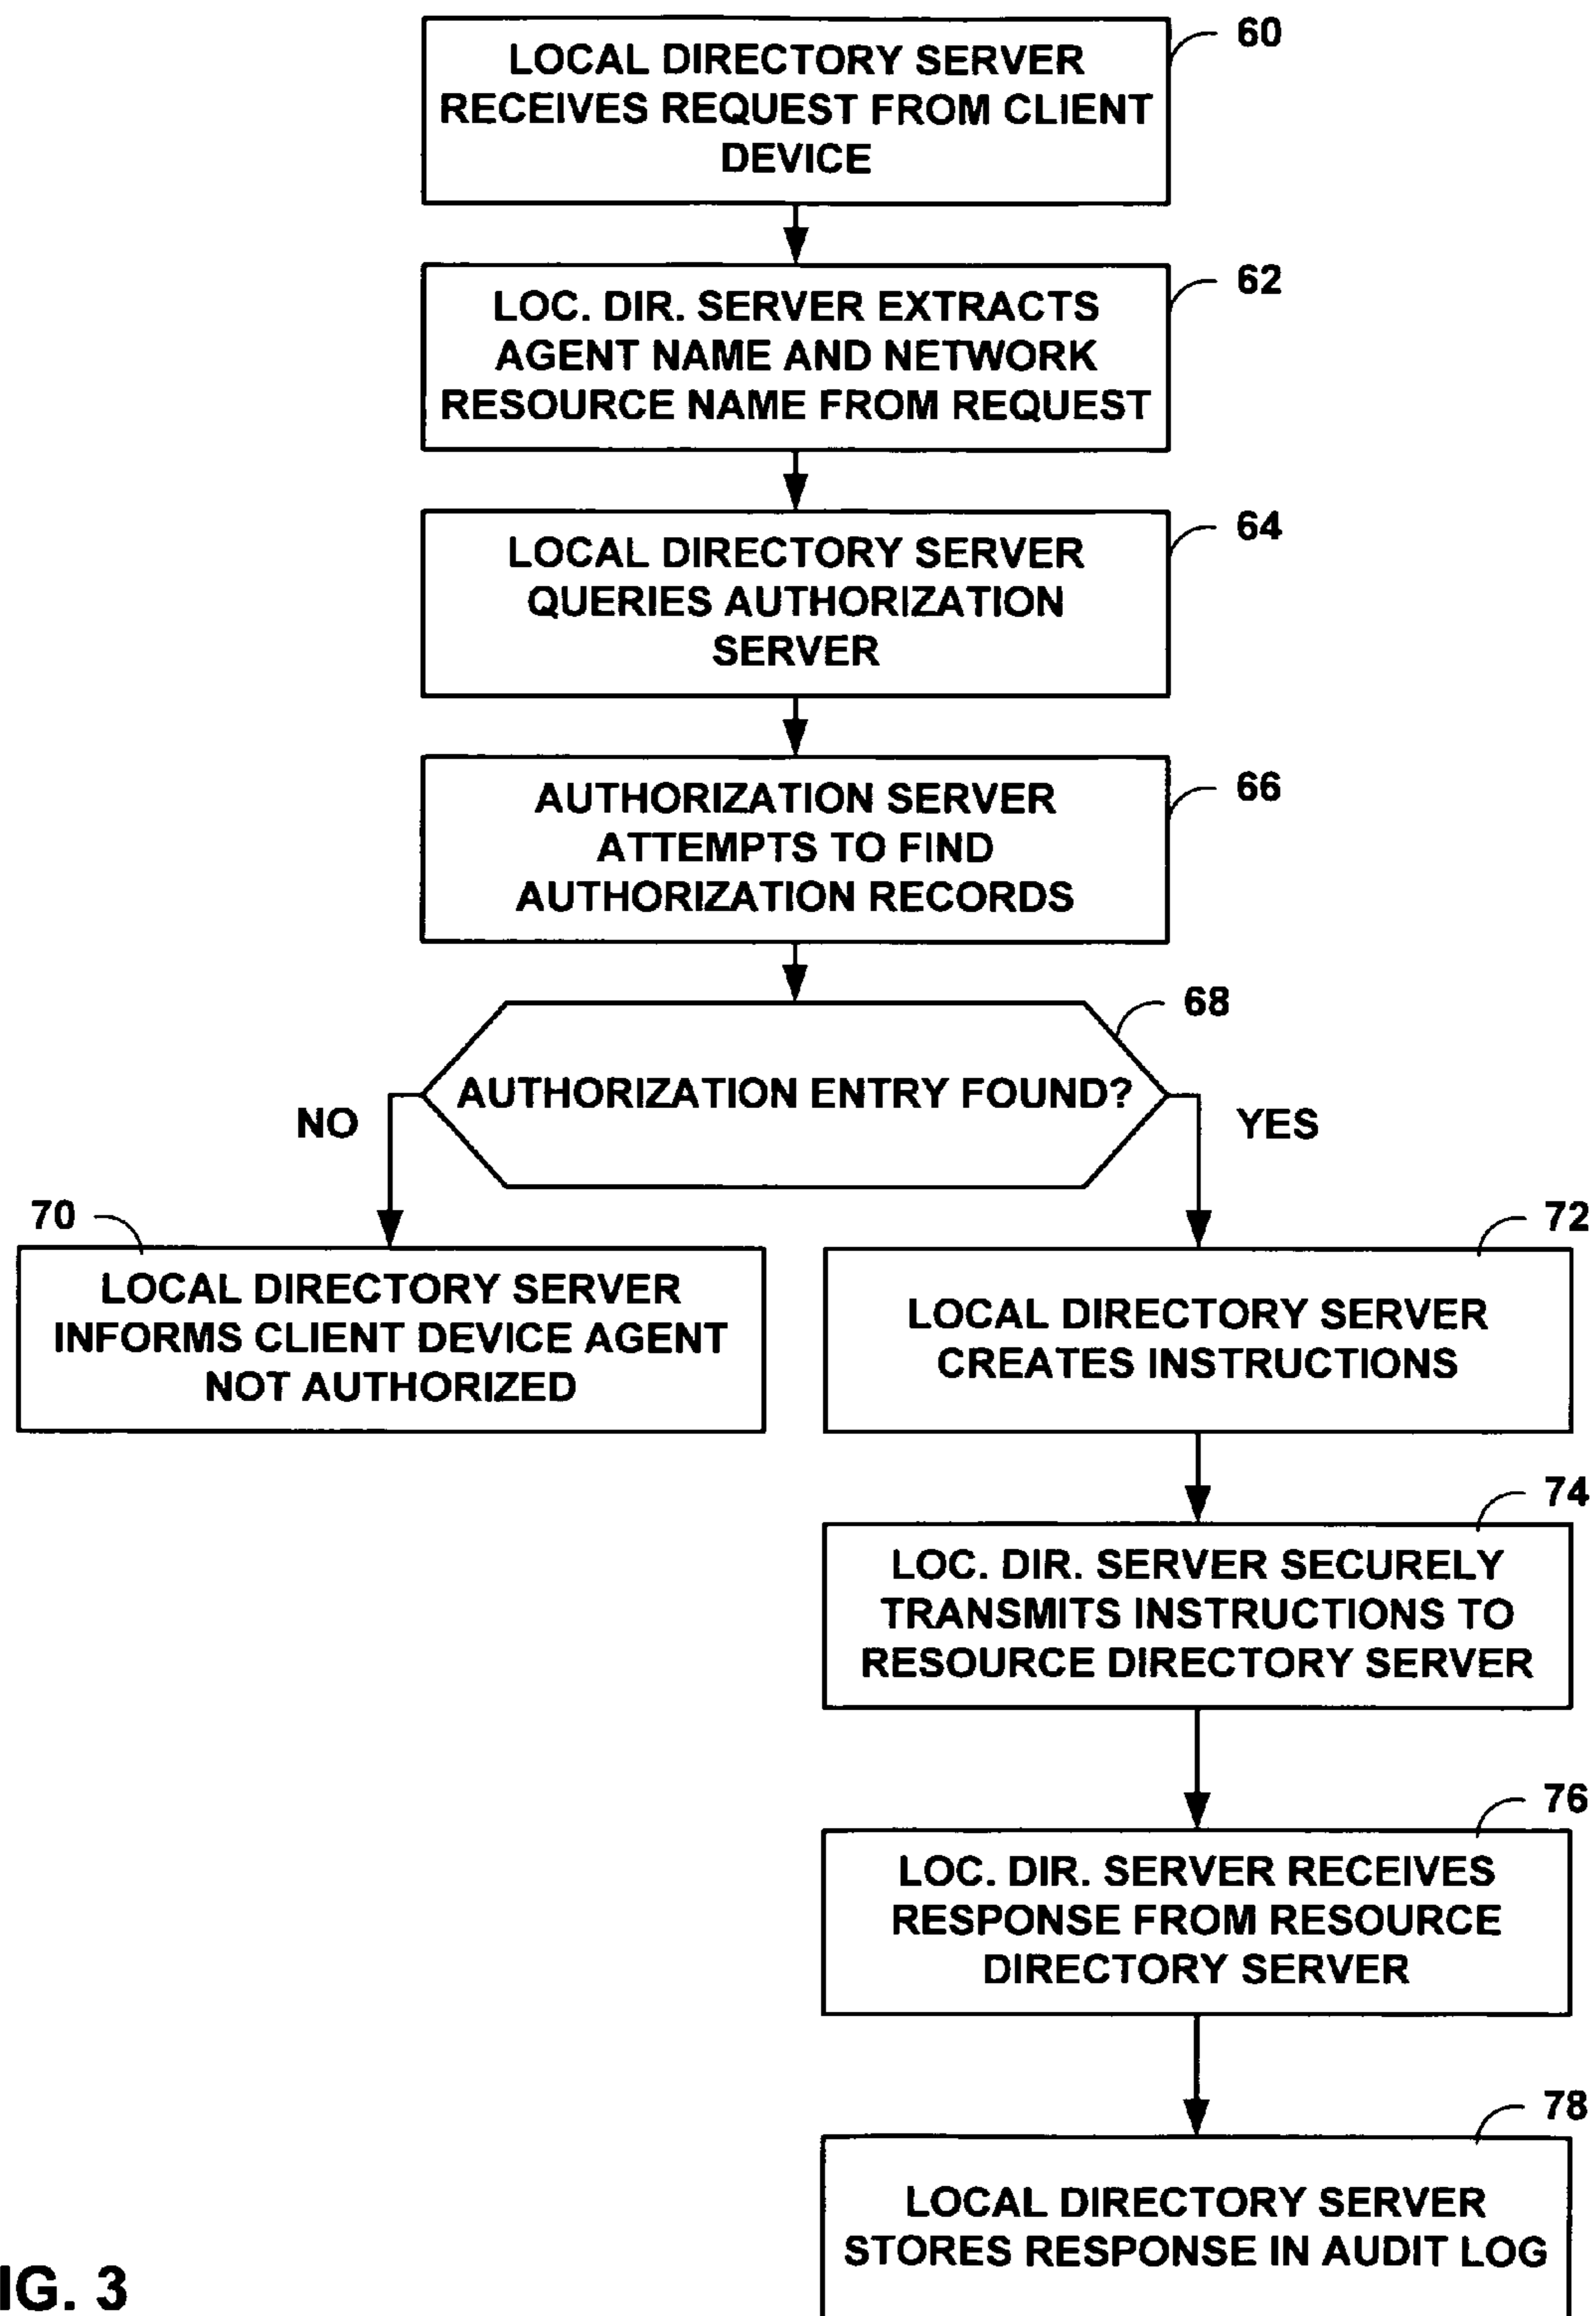 60
LOCAL DIRECTORY SERVER
RECEIVES REQUEST FROM CLIENT
DEVICE
62
LOC. DIR. SERVER EXTRACTS
AGENT NAME AND NETWORK
RESOURCE NAME FROM REQUEST
64
LOCAL DIRECTORY SERVER
QUERIES AUTHORIZATION
SERVER
66
AUTHORIZATION SERVER
ATTEMPTS TO FIND
AUTHORIZATION RECORDS
68
AUTHORIZATION ENTRY FOUND?
NO
YES
70
LOCAL DIRECTORY SERVER
INFORMS CLIENT DEVICE AGENT
NOT AUTHORIZED
72
LOCAL DIRECTORY SERVER
CREATES INSTRUCTIONS
74
LOC. DIR. SERVER SECURELY
TRANSMITS INSTRUCTIONS TO
RESOURCE DIRECTORY SERVER
76
LOC. DIR. SERVER RECEIVES
RESPONSE FROM RESOURCE
DIRECTORY SERVER
78
LOCAL DIRECTORY SERVER
STORES RESPONSE IN AUDIT LOG
IG. 3